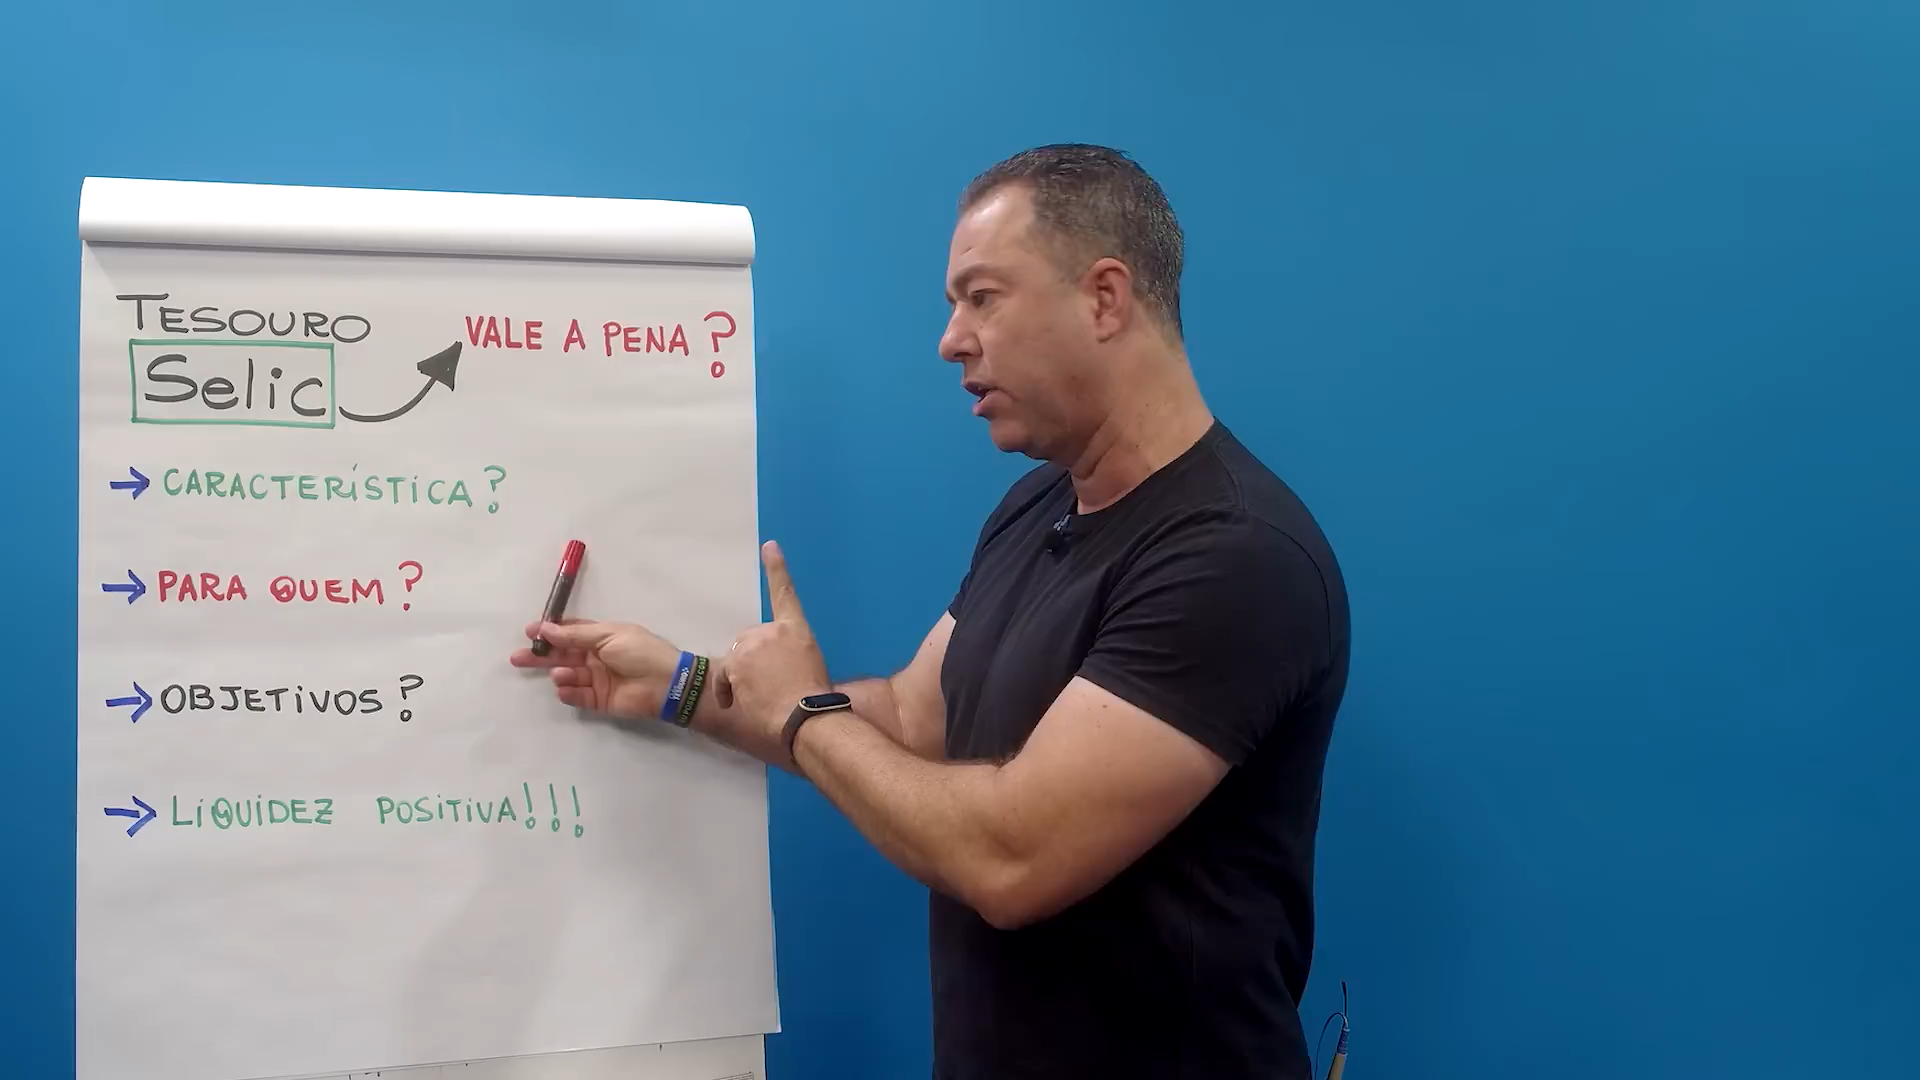 TESOURO
Selic
VALE A PENA?
→ CARACTERÍSTICA?
→ PARA QUEM?
→ OBJETIVOS?
→ LIQUIDEZ POSITIVA!!!